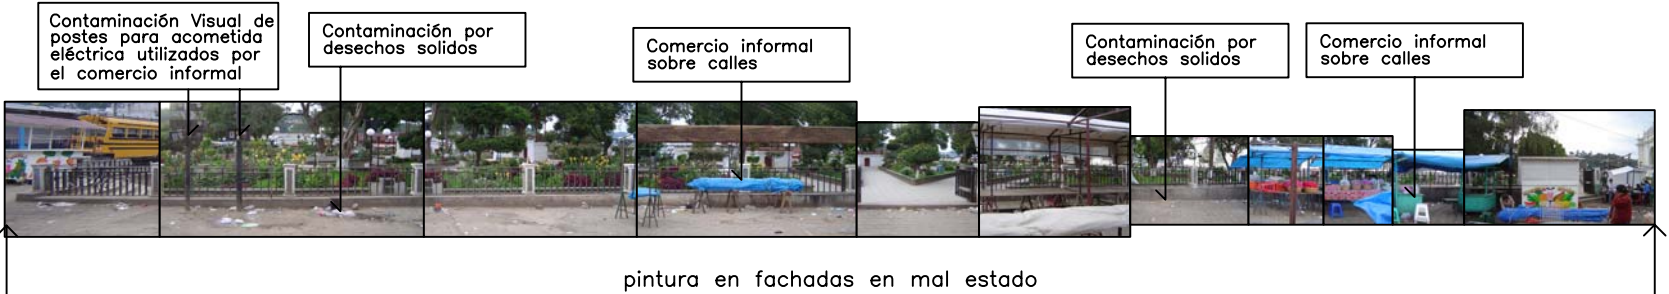 Contaminación Visual de
postes para acometida
eléctrica utilizados por
el comercio informal
Contaminación por
desechos solidos
Comercio informal
sobre calles
Contaminación por
desechos solidos
Comercio informal
sobre calles
pintura en fachadas en mal estado